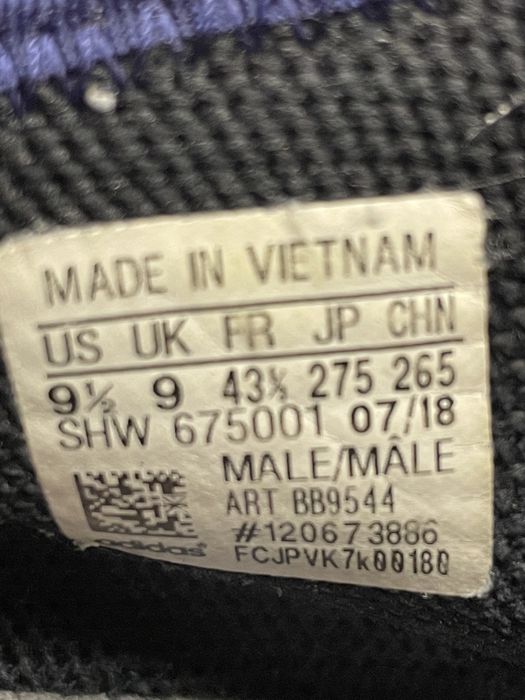 MADE IN VIETNAM
US UK FR JP CHN
9½ 9 43⅓ 275 265
SHW 675001 07/18
MALE/MÂLE
ART BB9544
#120673886
adidas FCJPVK7k00180